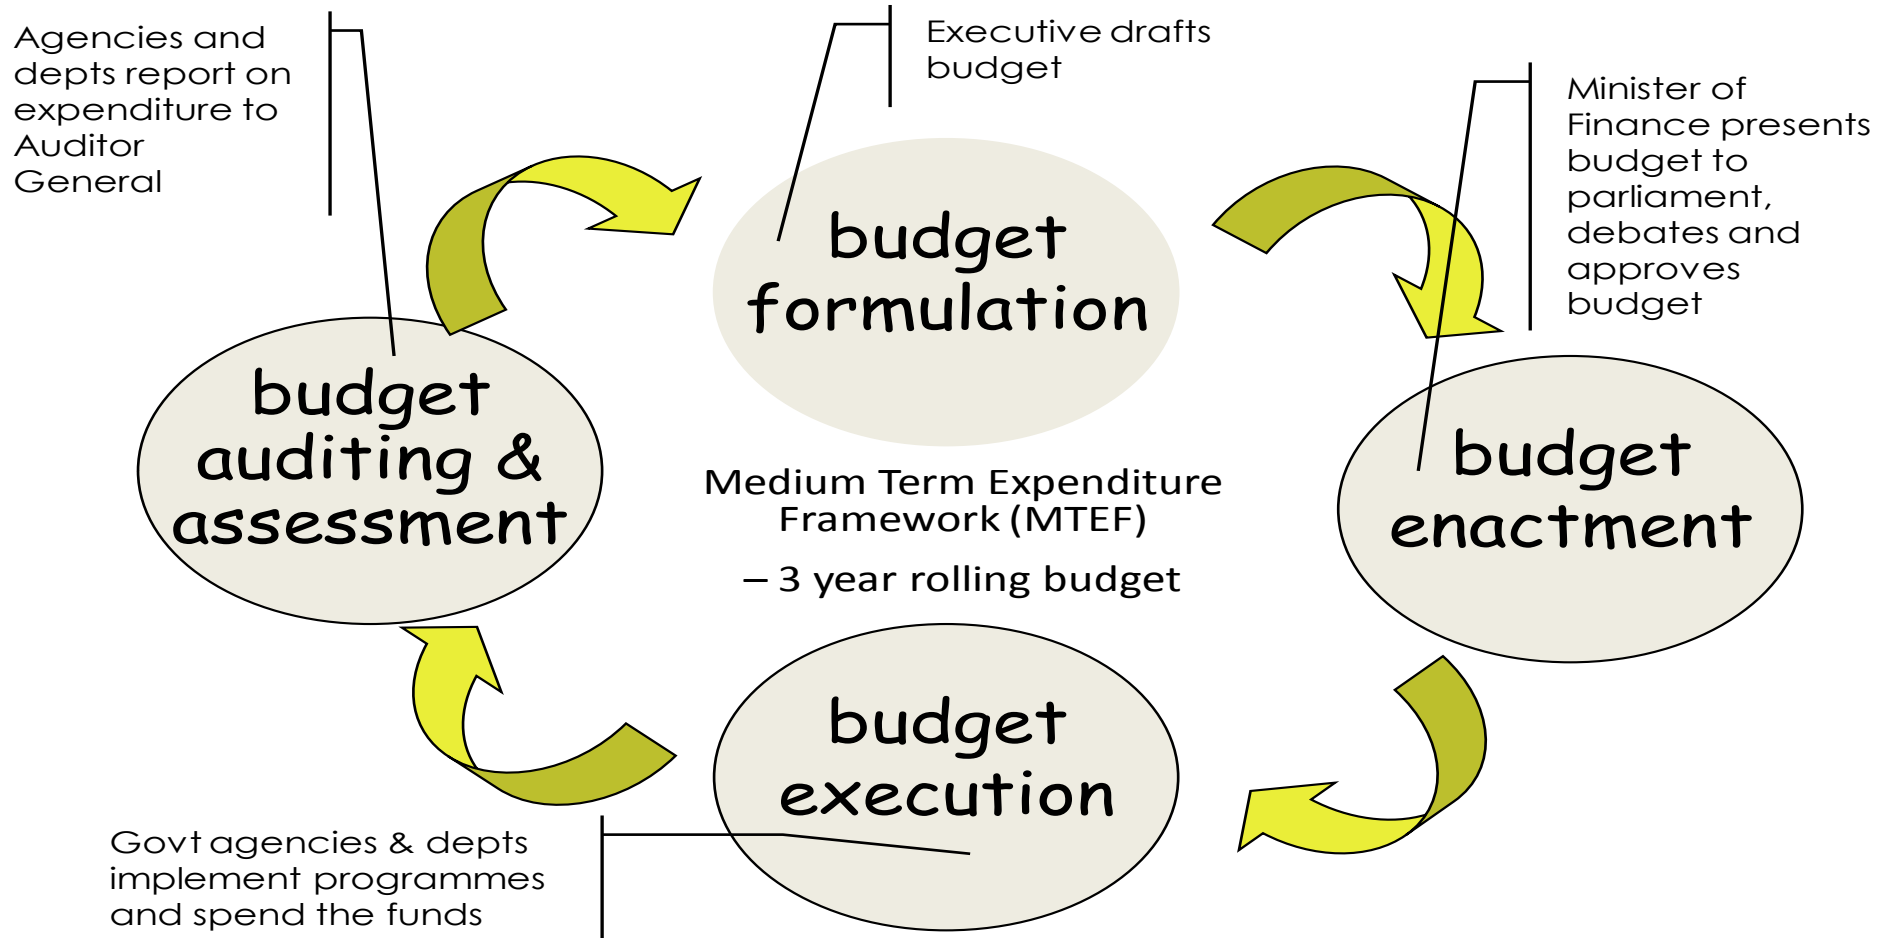 Agencies and
depts report on
expenditure to
Auditor
General
Executive drafts
budget
Minister of
Finance presents
budget to
parliament,
debates and
approves
budget
budget
formulation
budget
auditing &
assessment
budget
enactment
Medium Term Expenditure
Framework (MTEF)
– 3 year rolling budget
budget
execution
Govt agencies & depts
implement programmes
and spend the funds